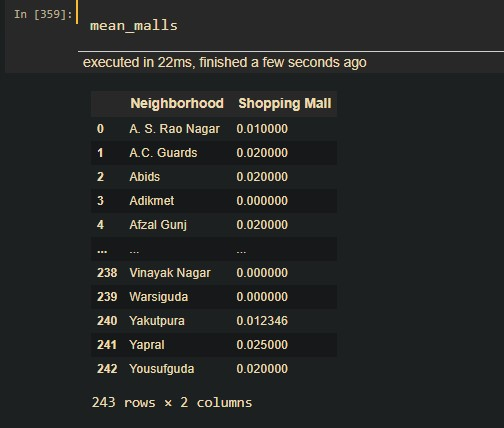 In [359]:
mean_malls
executed in 22ms, finished a few seconds ago
Neighborhood Shopping Mall
0 A. S. Rao Nagar 0.010000
1 A.C. Guards 0.020000
2 Abids 0.020000
3 Adikmet 0.000000
4 Afzal Gunj 0.020000
... ... ...
238 Vinayak Nagar 0.000000
239 Warsiguda 0.000000
240 Yakutpura 0.012346
241 Yapral 0.025000
242 Yousufguda 0.020000
243 rows × 2 columns